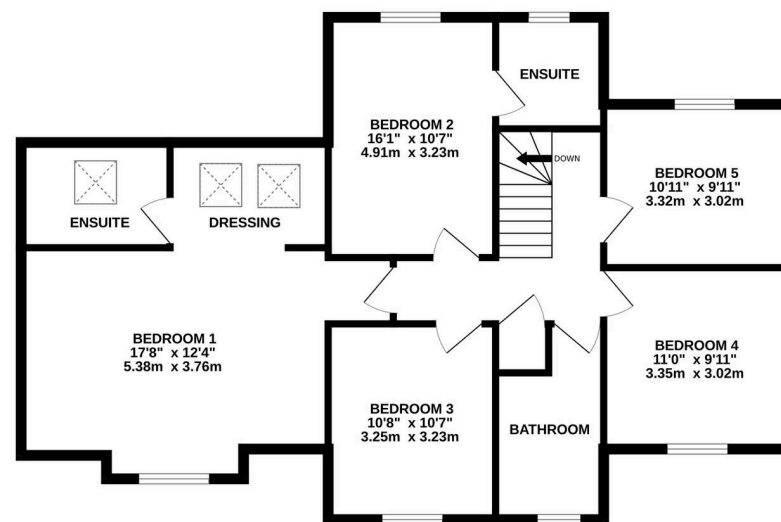 ENSUITE
BEDROOM 2
16'1" x 10'7"
4.91m x 3.23m
DOWN
BEDROOM 5
10'11" x 9'11"
3.32m x 3.02m
ENSUITE
DRESSING
BEDROOM 1
17'8" x 12'4"
5.38m x 3.76m
BEDROOM 4
11'0" x 9'11"
3.35m x 3.02m
BEDROOM 3
10'8" x 10'7"
3.25m x 3.23m
BATHROOM